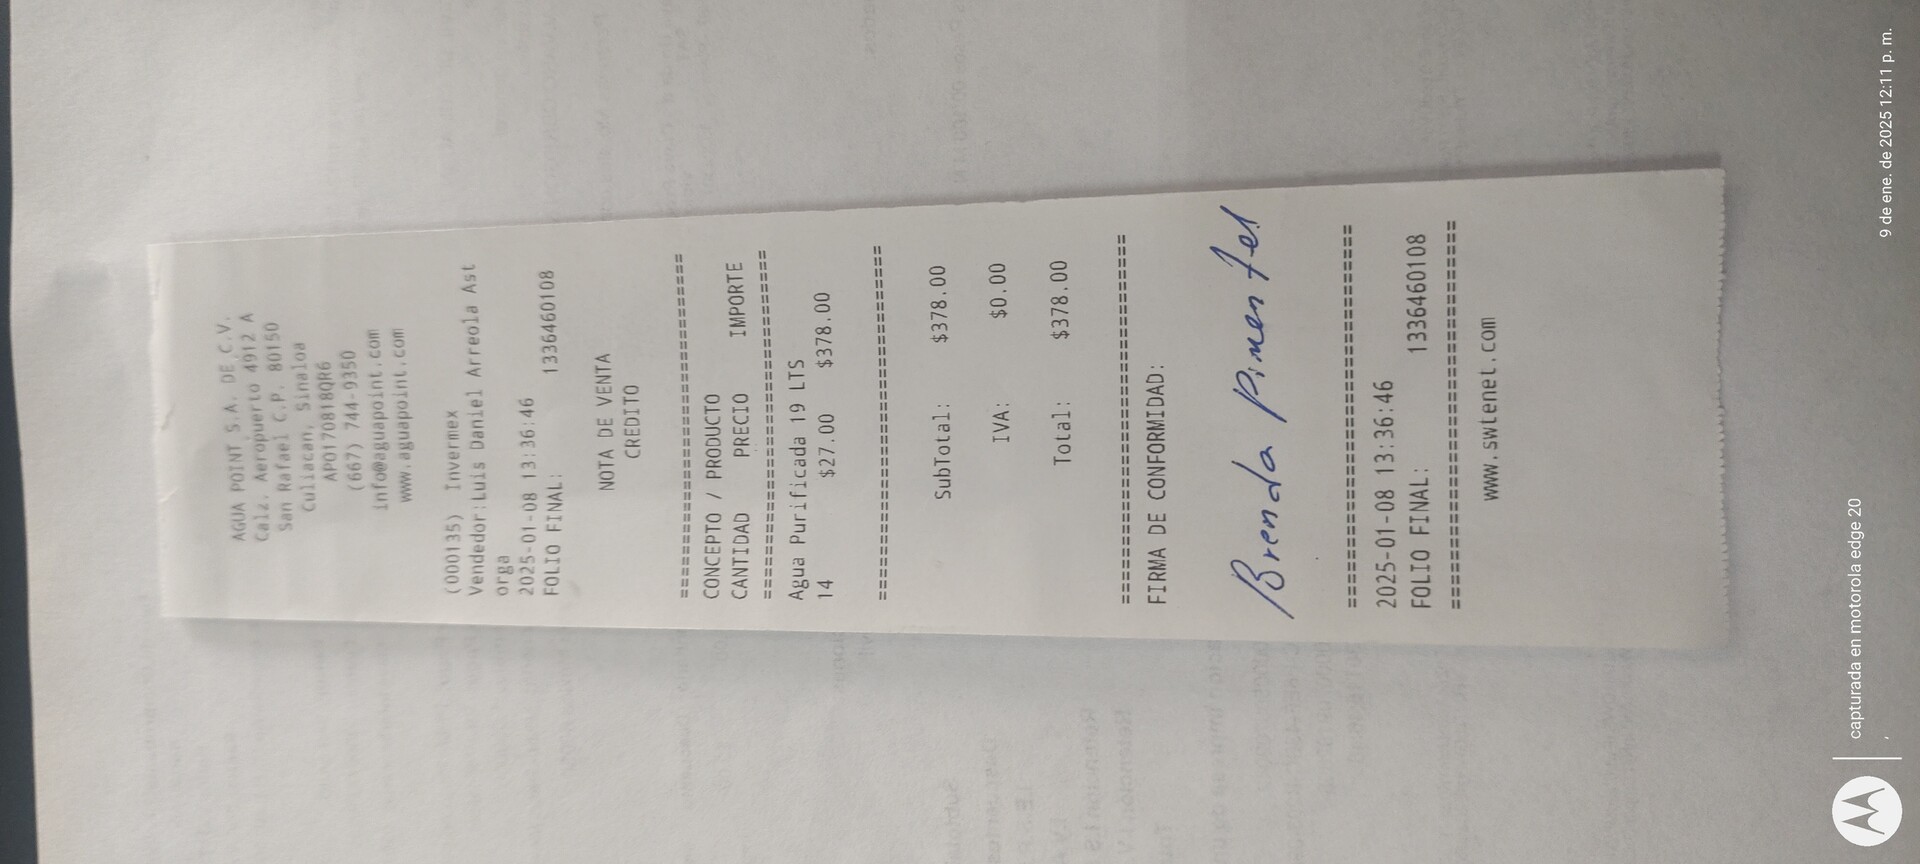 AGUA POINT S.A. DE C.V.
Calz. Aeropuerto 4912 A
San Rafael C.P. 80150
Culiacan, Sinaloa
APO170818QR6
(667) 744-9350
info@aguapoint.com
www.aguapoint.com
(000135) Invermex
Vendedor:Luis Daniel Arreola Ast
orga
2025-01-08 13:36:46
FOLIO FINAL: 1336460108
NOTA DE VENTA
CREDITO
================================
CONCEPTO / PRODUCTO
CANTIDAD PRECIO IMPORTE
================================
Agua Purificada 19 LTS
14 $27.00 $378.00
================================
SubTotal: $378.00
IVA: $0.00
Total: $378.00
================================
FIRMA DE CONFORMIDAD:
Brenda Pimentel
================================
2025-01-08 13:36:46
FOLIO FINAL: 1336460108
================================
www.swtenet.com
capturada en motorola edge 20
9 de ene. de 2025 12:11 p. m.